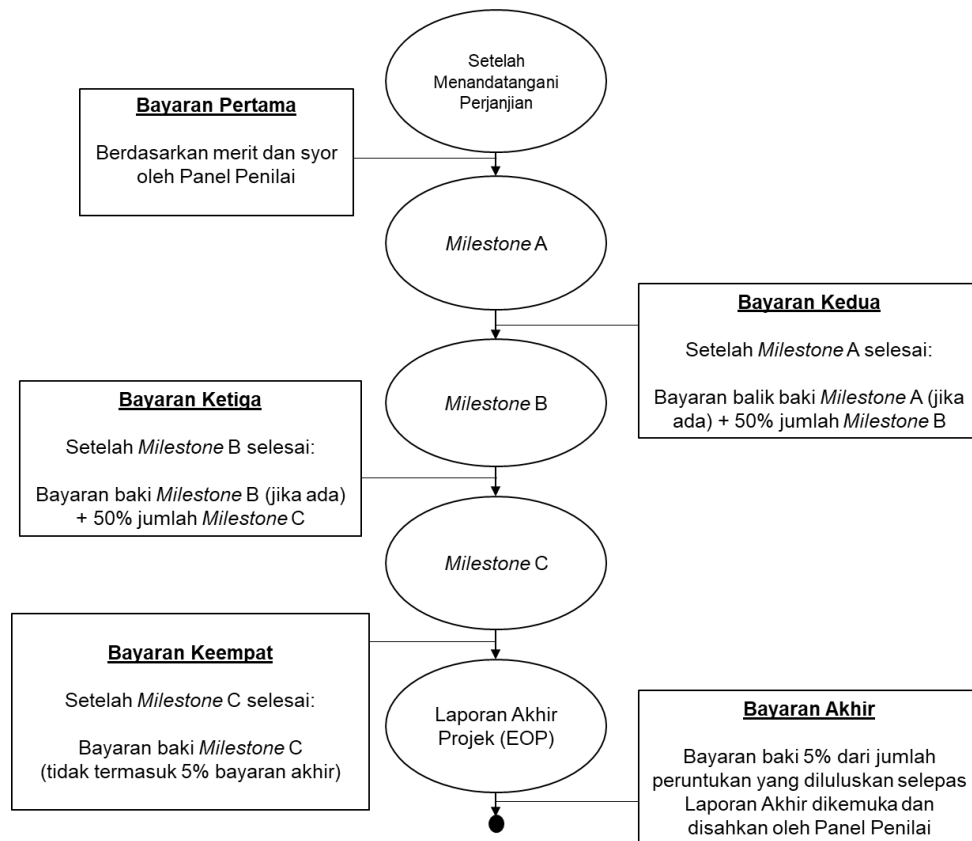 Setelah
Menandatangani
Perjanjian
Bayaran Pertama
Berdasarkan merit dan syor
oleh Panel Penilai
Milestone A
Bayaran Kedua
Setelah Milestone A selesai:
Bayaran balik baki Milestone A (jika
ada) + 50% jumlah Milestone B
Milestone B
Bayaran Ketiga
Setelah Milestone B selesai:
Bayaran baki Milestone B (jika ada)
+ 50% jumlah Milestone C
Milestone C
Bayaran Keempat
Setelah Milestone C selesai:
Bayaran baki Milestone C
(tidak termasuk 5% bayaran akhir)
Laporan Akhir
Projek (EOP)
Bayaran Akhir
Bayaran baki 5% dari jumlah
peruntukan yang diluluskan selepas
Laporan Akhir dikemuka dan
disahkan oleh Panel Penilai